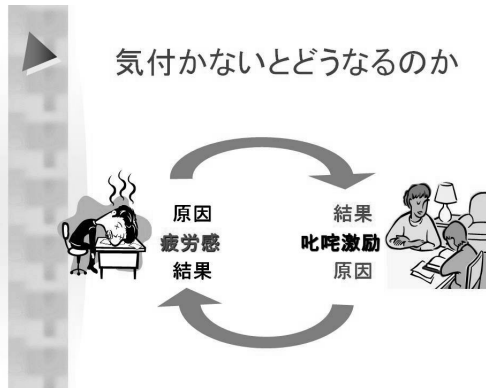 気付かないとどうなるのか
原因
疲労感
結果
結果
叱咤激励
原因